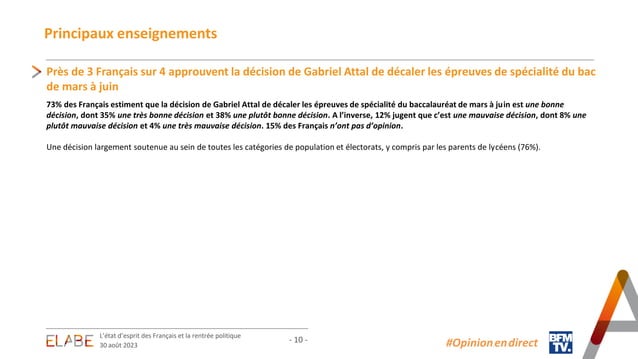 Principaux enseignements
Près de 3 Français sur 4 approuvent la décision de Gabriel Attal de décaler les épreuves de spécialité du bac
de mars à juin
73% des Français estiment que la décision de Gabriel Attal de décaler les épreuves de spécialité du baccalauréat de mars à juin est une bonne
décision, dont 35% une très bonne décision et 38% une plutôt bonne décision. A l’inverse, 12% jugent que c’est une mauvaise décision, dont 8% une
plutôt mauvaise décision et 4% une très mauvaise décision. 15% des Français n’ont pas d’opinion.
Une décision largement soutenue au sein de toutes les catégories de population et électorats, y compris par les parents de lycéens (76%).
ELABE
L’état d’esprit des Français et la rentrée politique
30 août 2023
- 10 -
#Opinionendirect
BFM
TV.